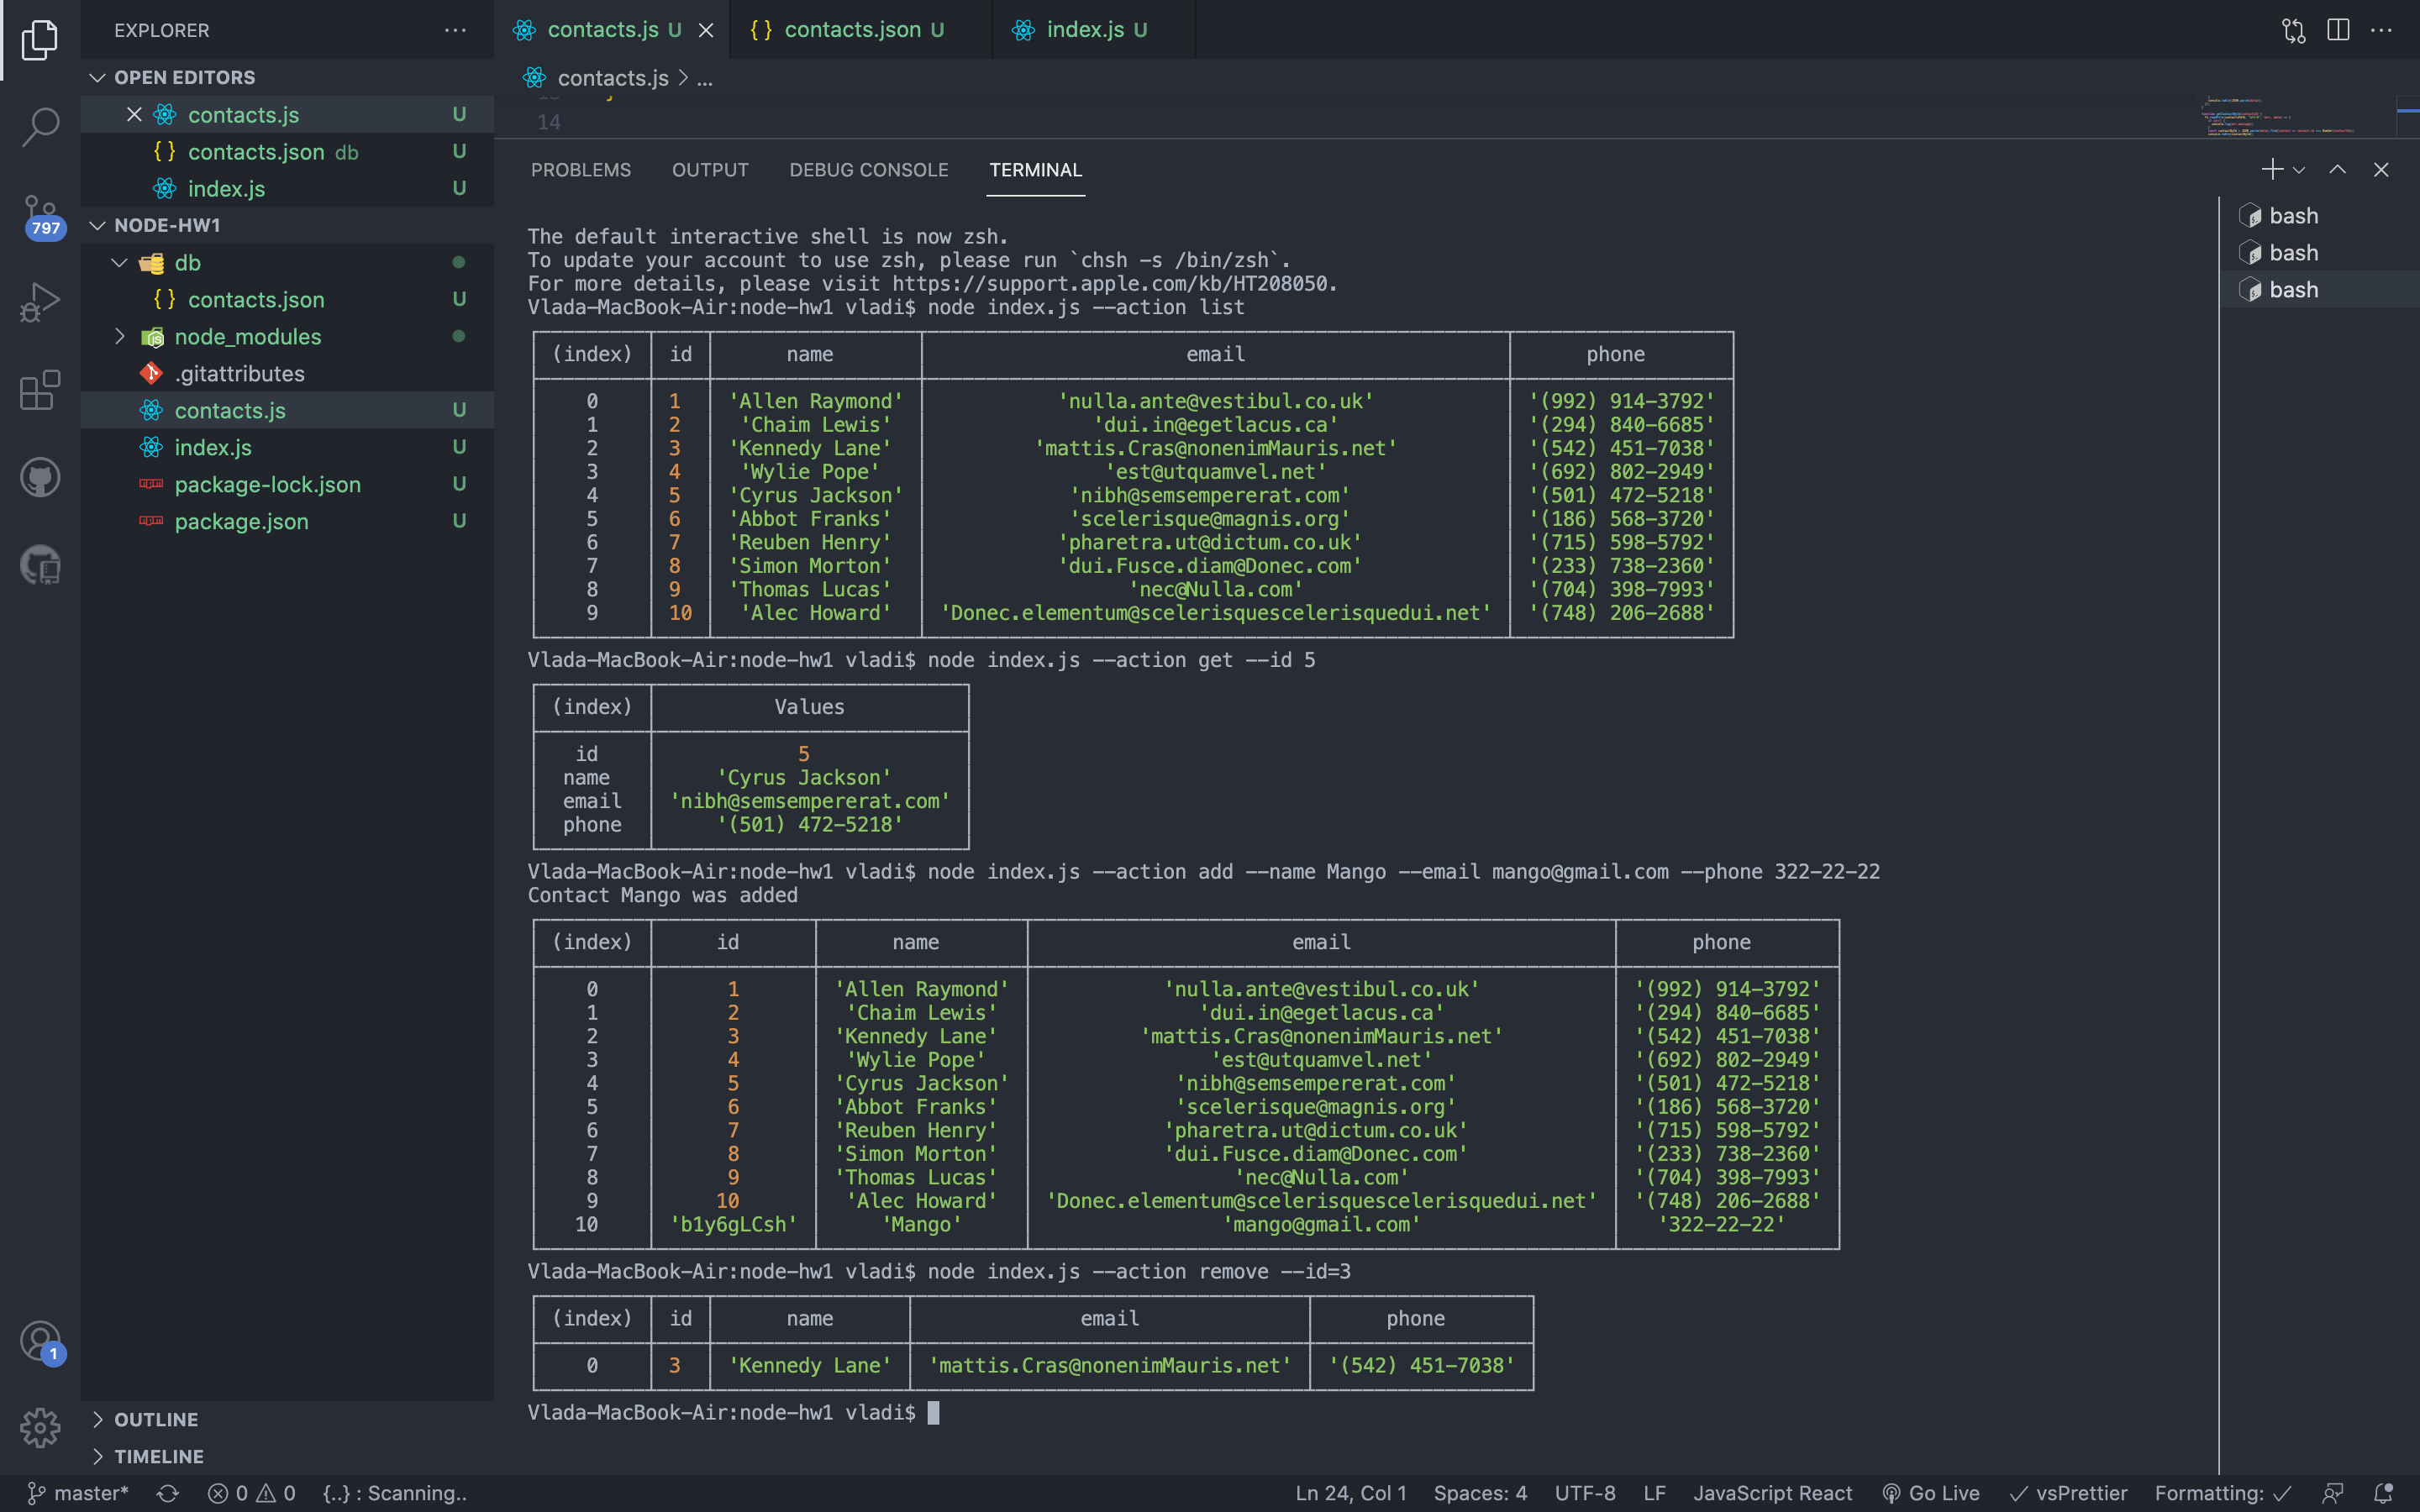 EXPLORER
OPEN EDITORS
contacts.js U
contacts.json db U
index.js U
NODE-HW1
db
contacts.json U
node_modules
.gitattributes
contacts.js U
index.js U
package-lock.json U
package.json U
OUTLINE
TIMELINE
797
1
contacts.js U
contacts.json U
index.js U
contacts.js > ...
14
PROBLEMS OUTPUT DEBUG CONSOLE TERMINAL
The default interactive shell is now zsh.
To update your account to use zsh, please run `chsh -s /bin/zsh`.
For more details, please visit https://support.apple.com/kb/HT208050.
Vlada-MacBook-Air:node-hw1 vladi$ node index.js --action list
(index) id name email phone
0 1 'Allen Raymond' 'nulla.ante@vestibul.co.uk' '(992) 914-3792'
1 2 'Chaim Lewis' 'dui.in@egetlacus.ca' '(294) 840-6685'
2 3 'Kennedy Lane' 'mattis.Cras@nonenimMauris.net' '(542) 451-7038'
3 4 'Wylie Pope' 'est@utquamvel.net' '(692) 802-2949'
4 5 'Cyrus Jackson' 'nibh@semsempererat.com' '(501) 472-5218'
5 6 'Abbot Franks' 'scelerisque@magnis.org' '(186) 568-3720'
6 7 'Reuben Henry' 'pharetra.ut@dictum.co.uk' '(715) 598-5792'
7 8 'Simon Morton' 'dui.Fusce.diam@Donec.com' '(233) 738-2360'
8 9 'Thomas Lucas' 'nec@Nulla.com' '(704) 398-7993'
9 10 'Alec Howard' 'Donec.elementum@scelerisquescelerisquedui.net' '(748) 206-2688'
Vlada-MacBook-Air:node-hw1 vladi$ node index.js --action get --id 5
(index) Values
id 5
name 'Cyrus Jackson'
email 'nibh@semsempererat.com'
phone '(501) 472-5218'
Vlada-MacBook-Air:node-hw1 vladi$ node index.js --action add --name Mango --email mango@gmail.com --phone 322-22-22
Contact Mango was added
(index) id name email phone
0 1 'Allen Raymond' 'nulla.ante@vestibul.co.uk' '(992) 914-3792'
1 2 'Chaim Lewis' 'dui.in@egetlacus.ca' '(294) 840-6685'
2 3 'Kennedy Lane' 'mattis.Cras@nonenimMauris.net' '(542) 451-7038'
3 4 'Wylie Pope' 'est@utquamvel.net' '(692) 802-2949'
4 5 'Cyrus Jackson' 'nibh@semsempererat.com' '(501) 472-5218'
5 6 'Abbot Franks' 'scelerisque@magnis.org' '(186) 568-3720'
6 7 'Reuben Henry' 'pharetra.ut@dictum.co.uk' '(715) 598-5792'
7 8 'Simon Morton' 'dui.Fusce.diam@Donec.com' '(233) 738-2360'
8 9 'Thomas Lucas' 'nec@Nulla.com' '(704) 398-7993'
9 10 'Alec Howard' 'Donec.elementum@scelerisquescelerisquedui.net' '(748) 206-2688'
10 'b1y6gLCsh' 'Mango' 'mango@gmail.com' '322-22-22'
Vlada-MacBook-Air:node-hw1 vladi$ node index.js --action remove --id=3
(index) id name email phone
0 3 'Kennedy Lane' 'mattis.Cras@nonenimMauris.net' '(542) 451-7038'
Vlada-MacBook-Air:node-hw1 vladi$
bash
bash
bash
master* 0 0 {..} : Scanning.. Ln 24, Col 1 Spaces: 4 UTF-8 LF JavaScript React Go Live vsPrettier Formatting: